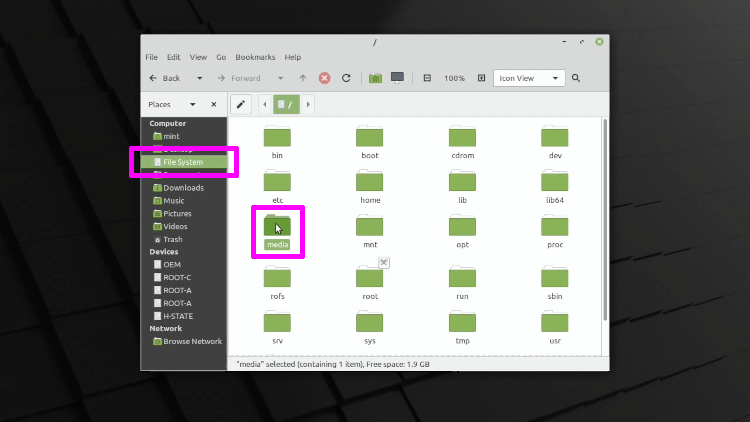 /
File Edit View Go Bookmarks Help
Back Forward 100% Icon View
Places /
Computer
mint
File System
Downloads
Music
Pictures
Videos
Trash
Devices
OEM
ROOT-C
ROOT-A
ROOT-A
H-STATE
Network
Browse Network
bin boot cdrom dev
etc home lib lib64
media mnt opt proc
rofs root run sbin
srv sys tmp usr
"media" selected (containing 1 item), Free space: 1.9 GB